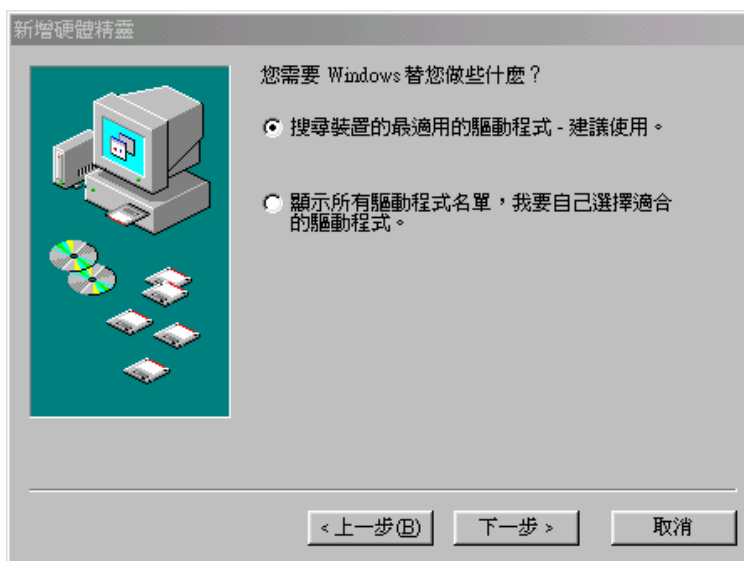 新增硬體精靈
您需要 Windows 替您做些什麼？
搜尋裝置的最適用的驅動程式 - 建議使用。
顯示所有驅動程式名單，我要自己選擇適合
的驅動程式。
< 上一步(B)
下一步 >
取消